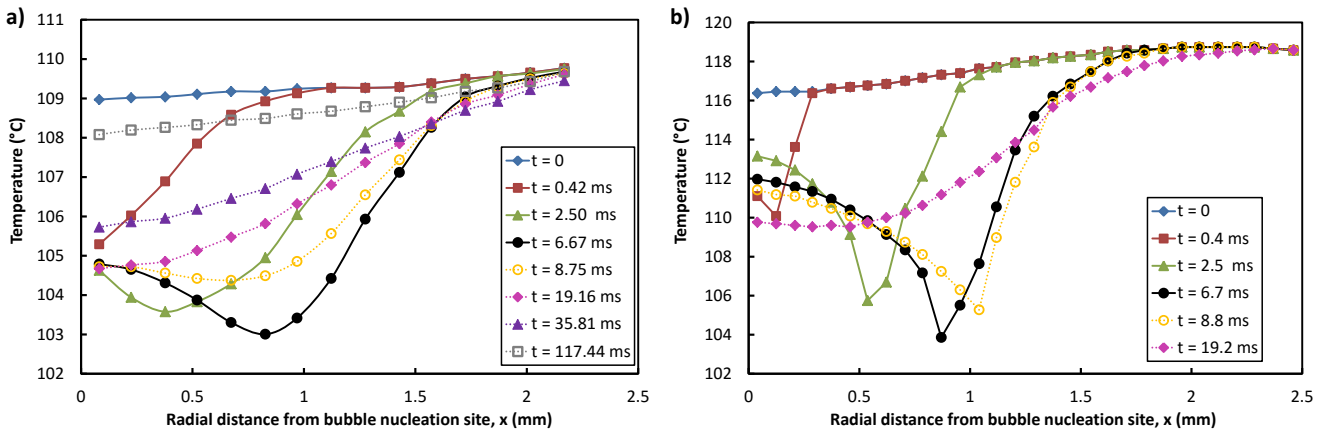 a)
Temperature (°C)
111
110
109
108
107
106
105
104
103
102
0
0.5
1
1.5
2
2.5
Radial distance from bubble nucleation site, x (mm)
t = 0
t = 0.42 ms
t = 2.50 ms
t = 6.67 ms
t = 8.75 ms
t = 19.16 ms
t = 35.81 ms
t = 117.44 ms
b)
Temperature (°C)
120
118
116
114
112
110
108
106
104
102
0
0.5
1
1.5
2
2.5
Radial distance from bubble nucleation site, x (mm)
t = 0
t = 0.4 ms
t = 2.5 ms
t = 6.7 ms
t = 8.8 ms
t = 19.2 ms